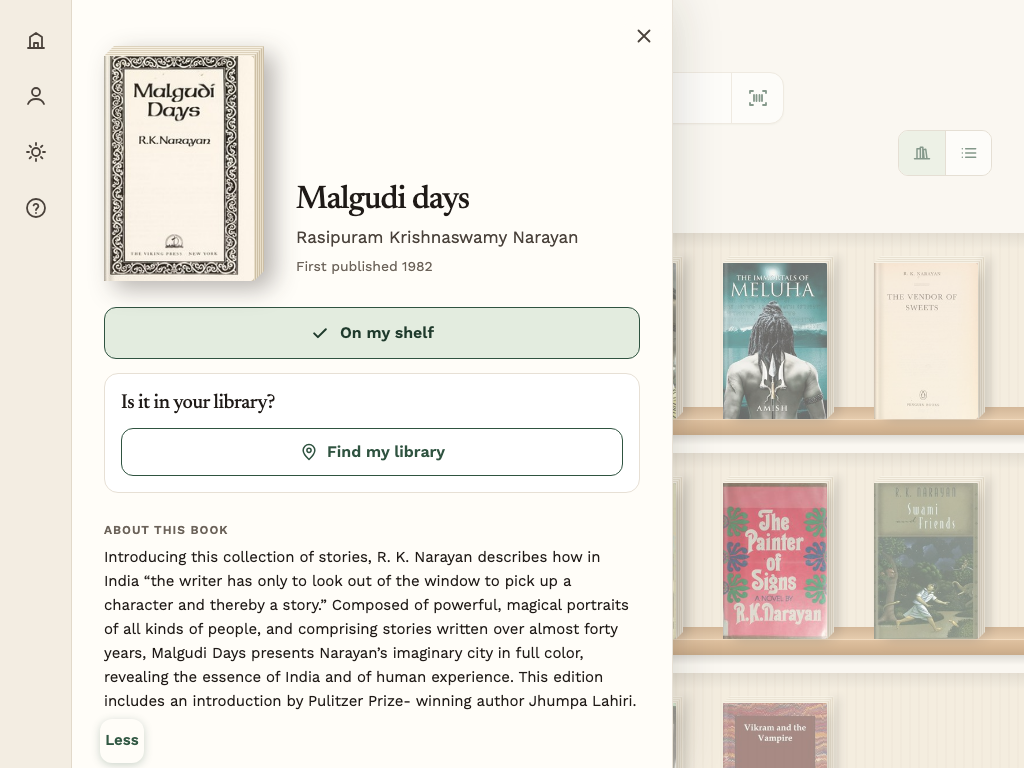 Malgudi
Days
R.K.Narayan
THE VIKING PRESS · NEW YORK
Malgudi days
Rasipuram Krishnaswamy Narayan
First published 1982
On my shelf
Is it in your library?
Find my library
ABOUT THIS BOOK
Introducing this collection of stories, R. K. Narayan describes how in
India “the writer has only to look out of the window to pick up a
character and thereby a story.” Composed of powerful, magical portraits
of all kinds of people, and comprising stories written over almost forty
years, Malgudi Days presents Narayan’s imaginary city in full color,
revealing the essence of India and of human experience. This edition
includes an introduction by Pulitzer Prize- winning author Jhumpa Lahiri.
Less
THE IMMORTALS OF
MELUHA
AMISH
R. K. NARAYAN
THE VENDOR OF
SWEETS
The
Painter
of
Signs
A NOVEL BY
R.K.Narayan
R. K. NARAYAN
Swami
and Friends
Vikram and the
Vampire